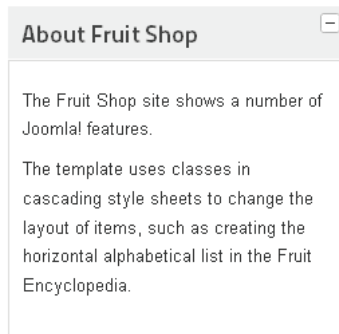 About Fruit Shop
The Fruit Shop site shows a number of
Joomla! features.
The template uses classes in
cascading style sheets to change the
layout of items, such as creating the
horizontal alphabetical list in the Fruit
Encyclopedia.